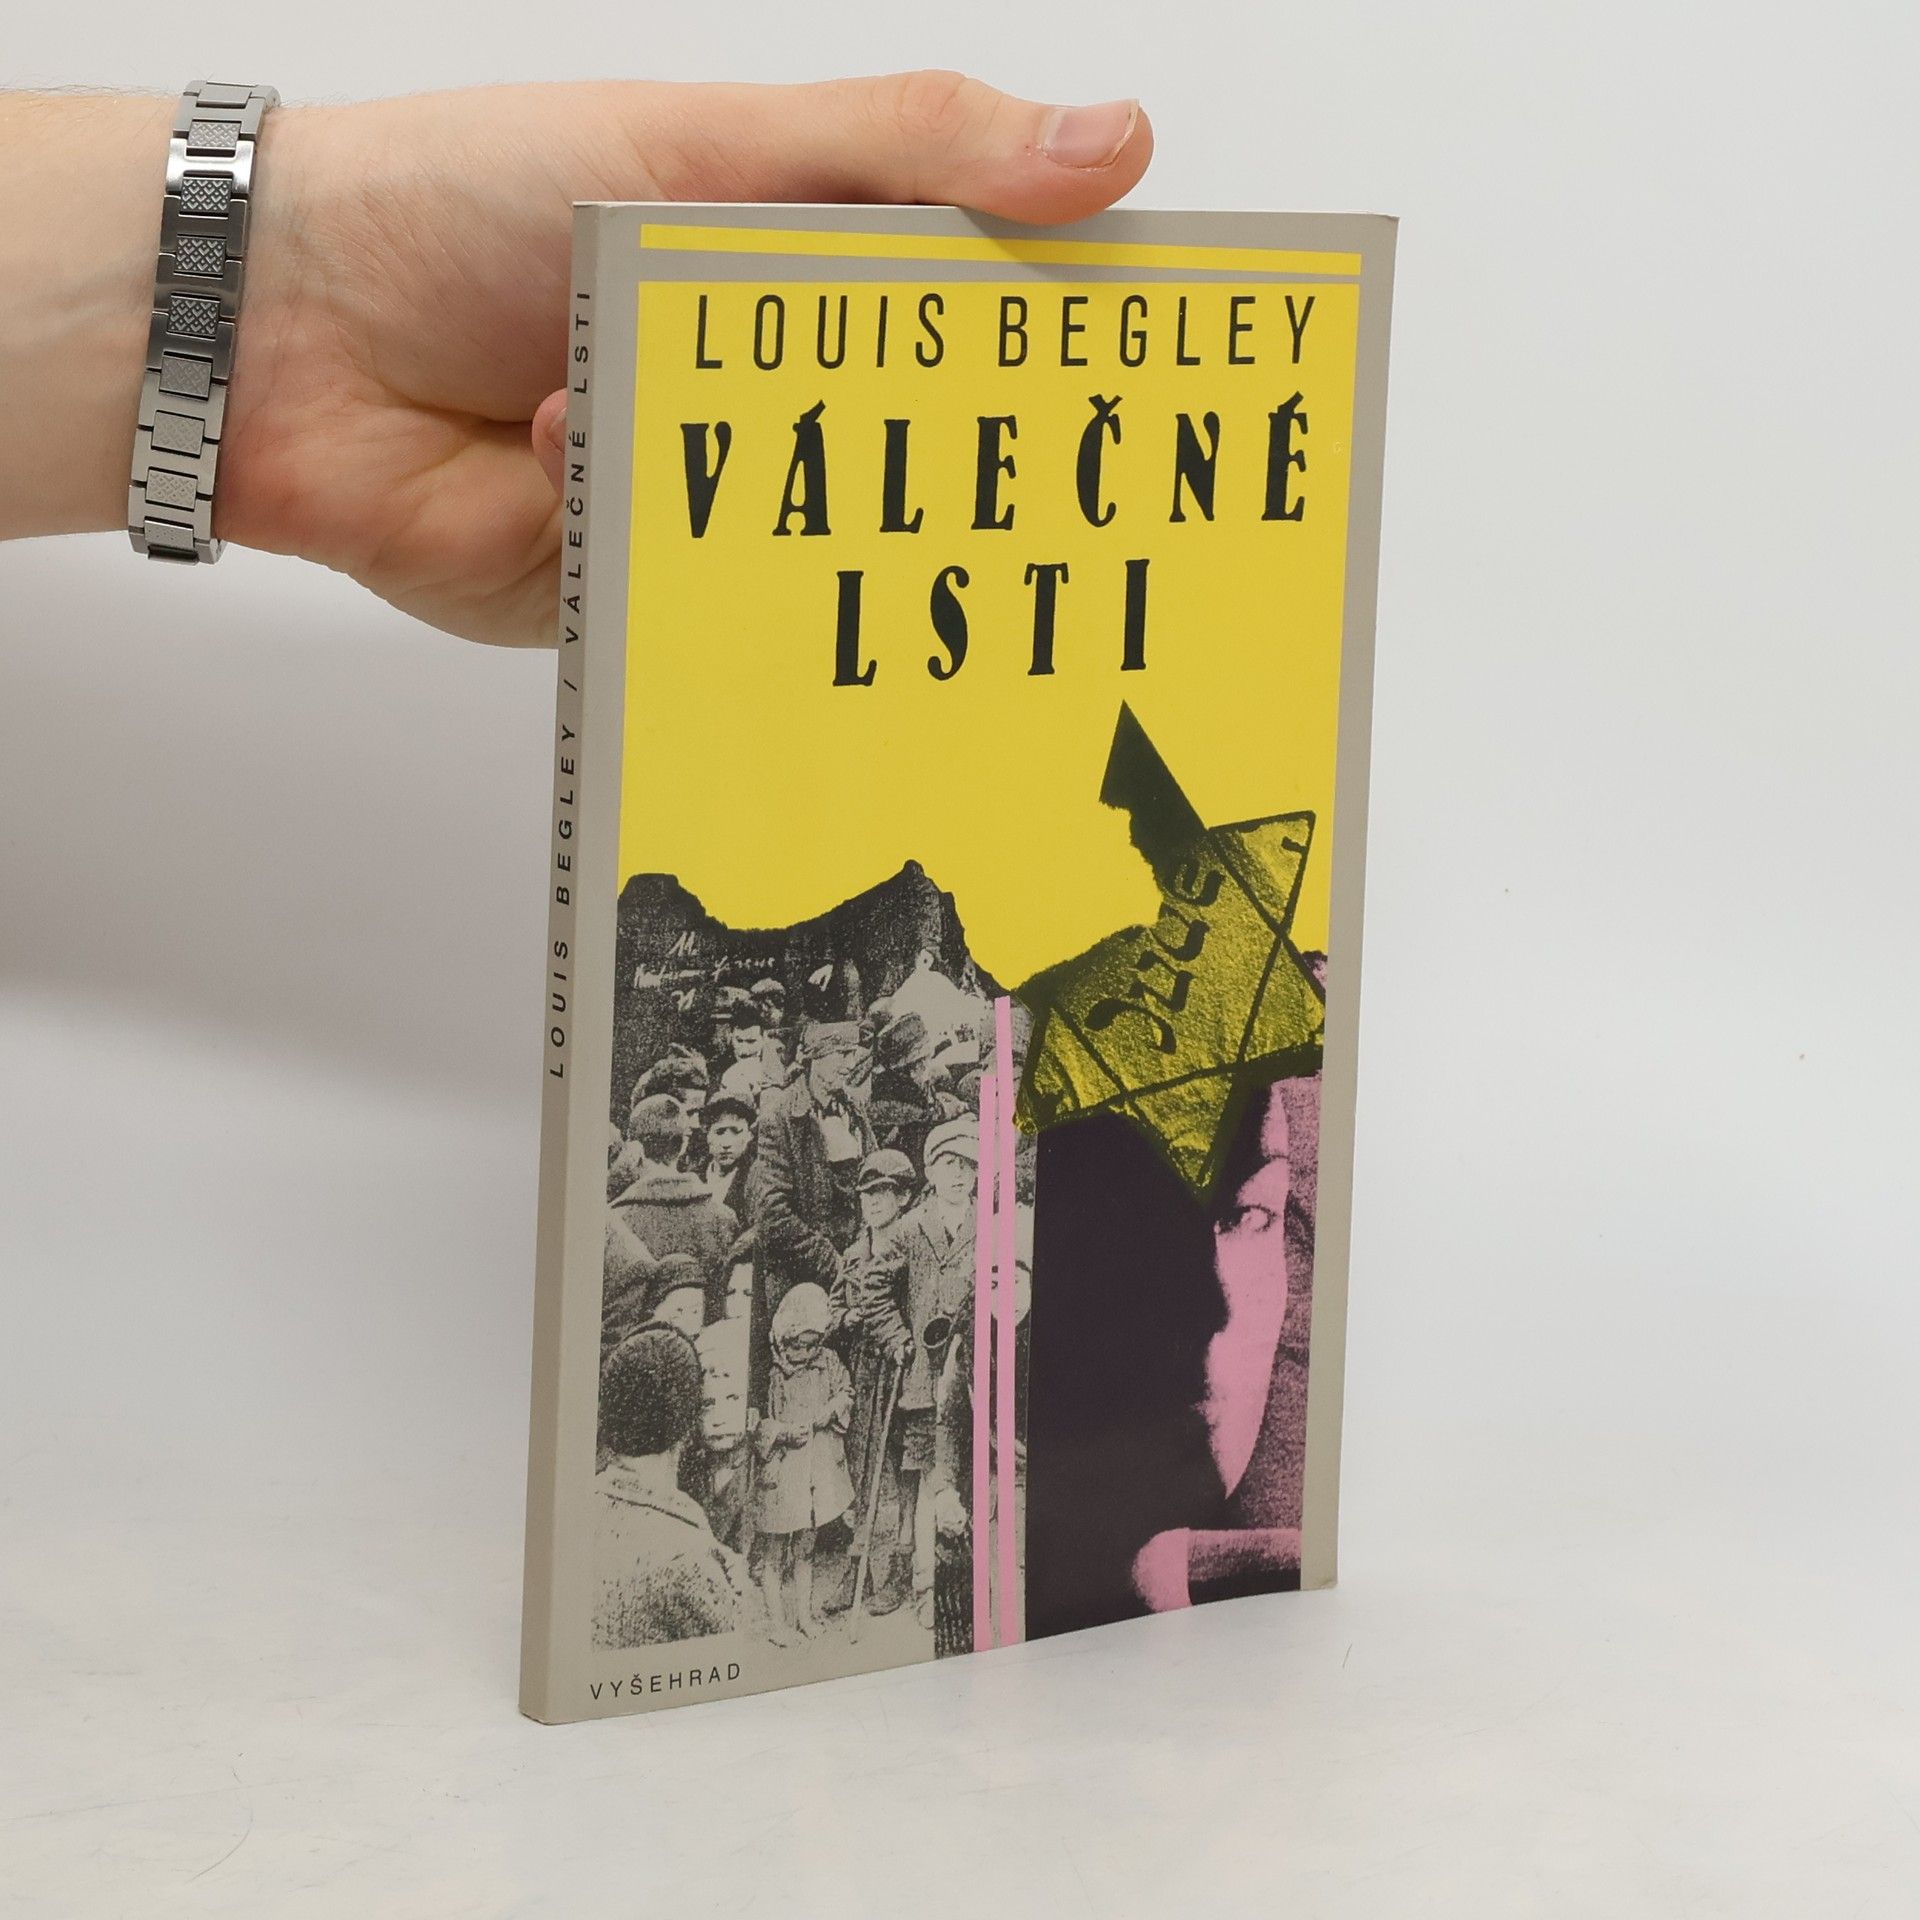 LOUIS BEGLEY / VÁLEČNÉ LSTI
LOUIS BEGLEY
VÁLEČNÉ
LSTI
Jude
VYŠEHRAD